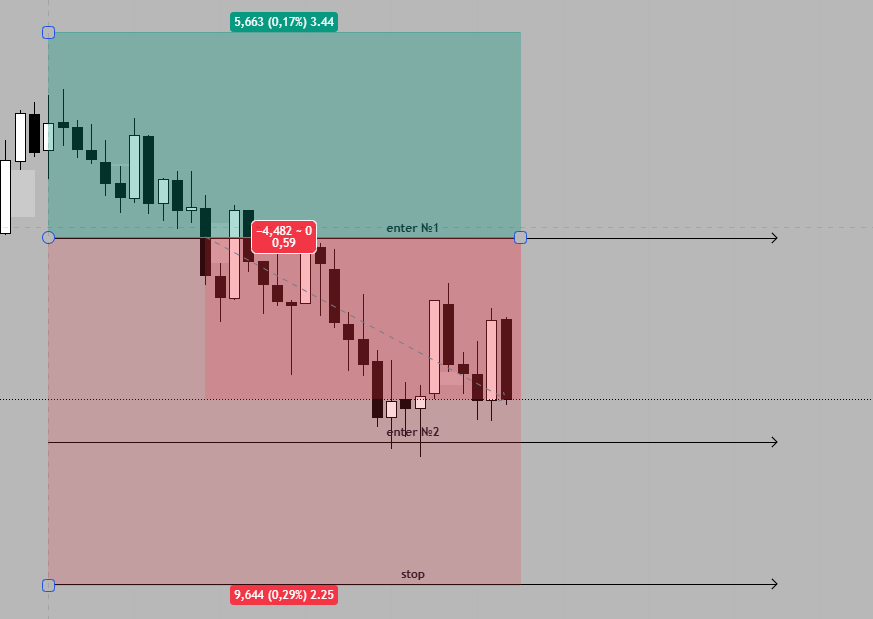 5,663 (0,17%) 3.44
enter №1
−4,482 ~ 0
0,59
enter №2
stop
9,644 (0,29%) 2.25